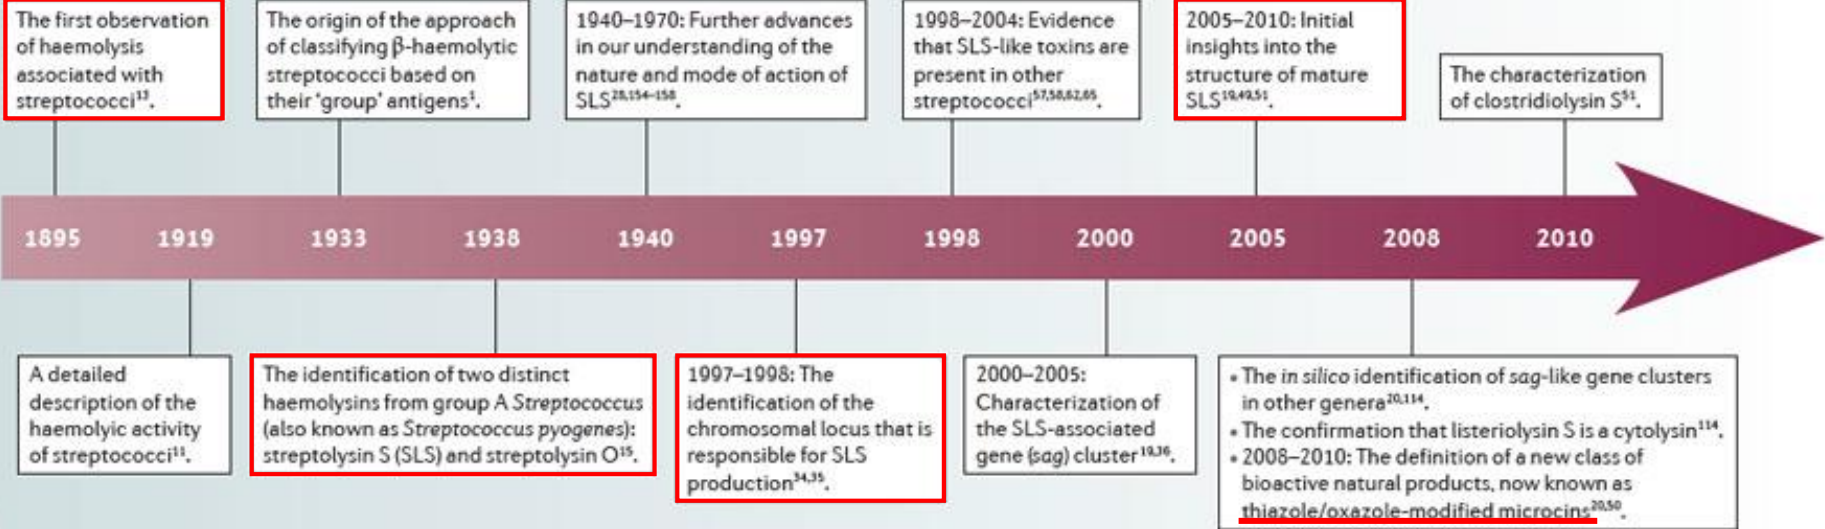 The first observation
of haemolysis
associated with
streptococci¹³.
The origin of the approach
of classifying β-haemolytic
streptococci based on
their 'group' antigens¹.
1940–1970: Further advances
in our understanding of the
nature and mode of action of
SLS²⁸,¹⁵⁴⁻¹⁵⁸.
1998–2004: Evidence
that SLS-like toxins are
present in other
streptococci⁵⁷,⁵⁸,⁶²,⁶⁵.
2005–2010: Initial
insights into the
structure of mature
SLS¹⁹,⁴⁹,⁵¹.
The characterization
of clostridiolysin S⁵¹.
1895 1919 1933 1938 1940 1997 1998 2000 2005 2008 2010
A detailed
description of the
haemolyic activity
of streptococci¹¹.
The identification of two distinct
haemolysins from group A Streptococcus
(also known as Streptococcus pyogenes):
streptolysin S (SLS) and streptolysin O¹⁵.
1997–1998: The
identification of the
chromosomal locus that is
responsible for SLS
production³⁴,³⁵.
2000–2005:
Characterization of
the SLS-associated
gene (sag) cluster¹⁹,³⁶.
• The in silico identification of sag-like gene clusters
in other genera²⁰,¹¹⁴.
• The confirmation that listeriolysin S is a cytolysin¹¹⁴.
• 2008–2010: The definition of a new class of
bioactive natural products, now known as
thiazole/oxazole-modified microcins²⁰,⁵⁰.